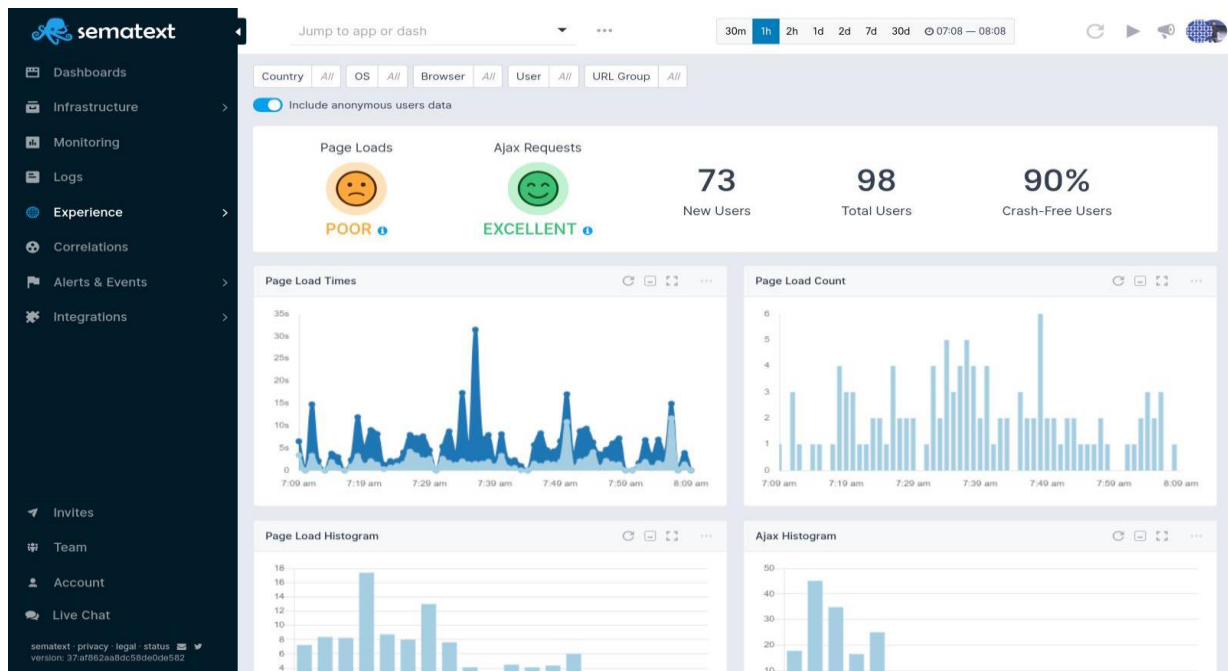 sematext
Jump to app or dash
30m 1h 2h 1d 2d 7d 30d 07:08 — 08:08
Dashboards
Infrastructure
Monitoring
Logs
Experience
Correlations
Alerts & Events
Integrations
Invites
Team
Account
Live Chat
sematext · privacy · legal · status
version: 37:af862aa8dc58de0de582
Country All OS All Browser All User All URL Group All
Include anonymous users data
Page Loads
POOR
Ajax Requests
EXCELLENT
73
New Users
98
Total Users
90%
Crash-Free Users
Page Load Times
35s
30s
25s
20s
15s
10s
5s
0
7:09 am 7:19 am 7:29 am 7:39 am 7:49 am 7:59 am 8:09 am
Page Load Count
6
5
4
3
2
1
0
7:09 am 7:19 am 7:29 am 7:39 am 7:49 am 7:59 am 8:09 am
Page Load Histogram
18
16
14
12
10
8
6
4
Ajax Histogram
50
40
30
20
10